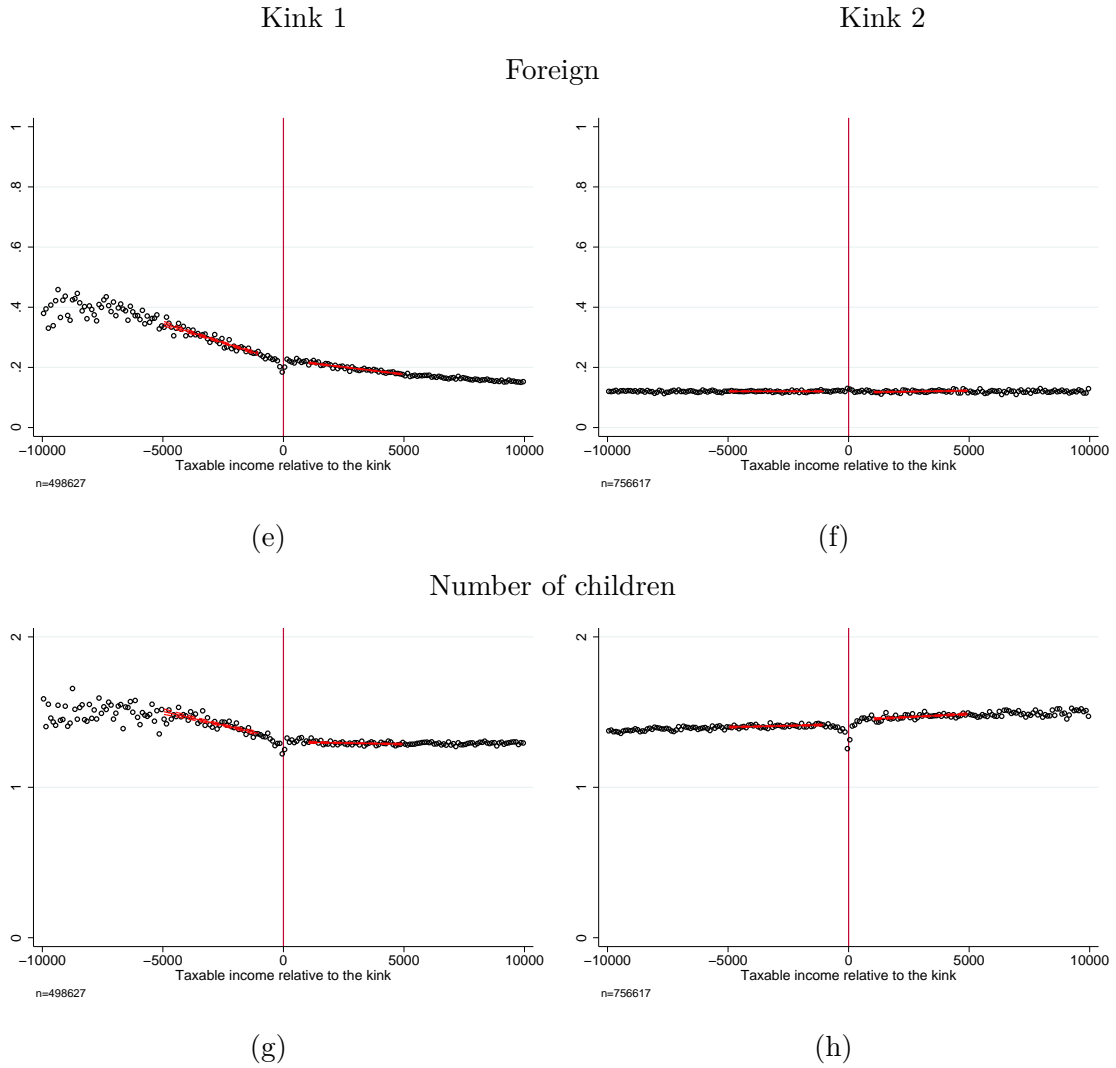 Kink 1 Kink 2
Foreign
1 1
.8 .8
.6 .6
.4 .4
.2 .2
0 0
−10000 −5000 0 5000 10000 −10000 −5000 0 5000 10000
Taxable income relative to the kink Taxable income relative to the kink
n=498627 n=756617
(e) (f)
Number of children
2 2
1 1
0 0
−10000 −5000 0 5000 10000 −10000 −5000 0 5000 10000
Taxable income relative to the kink Taxable income relative to the kink
n=498627 n=756617
(g) (h)